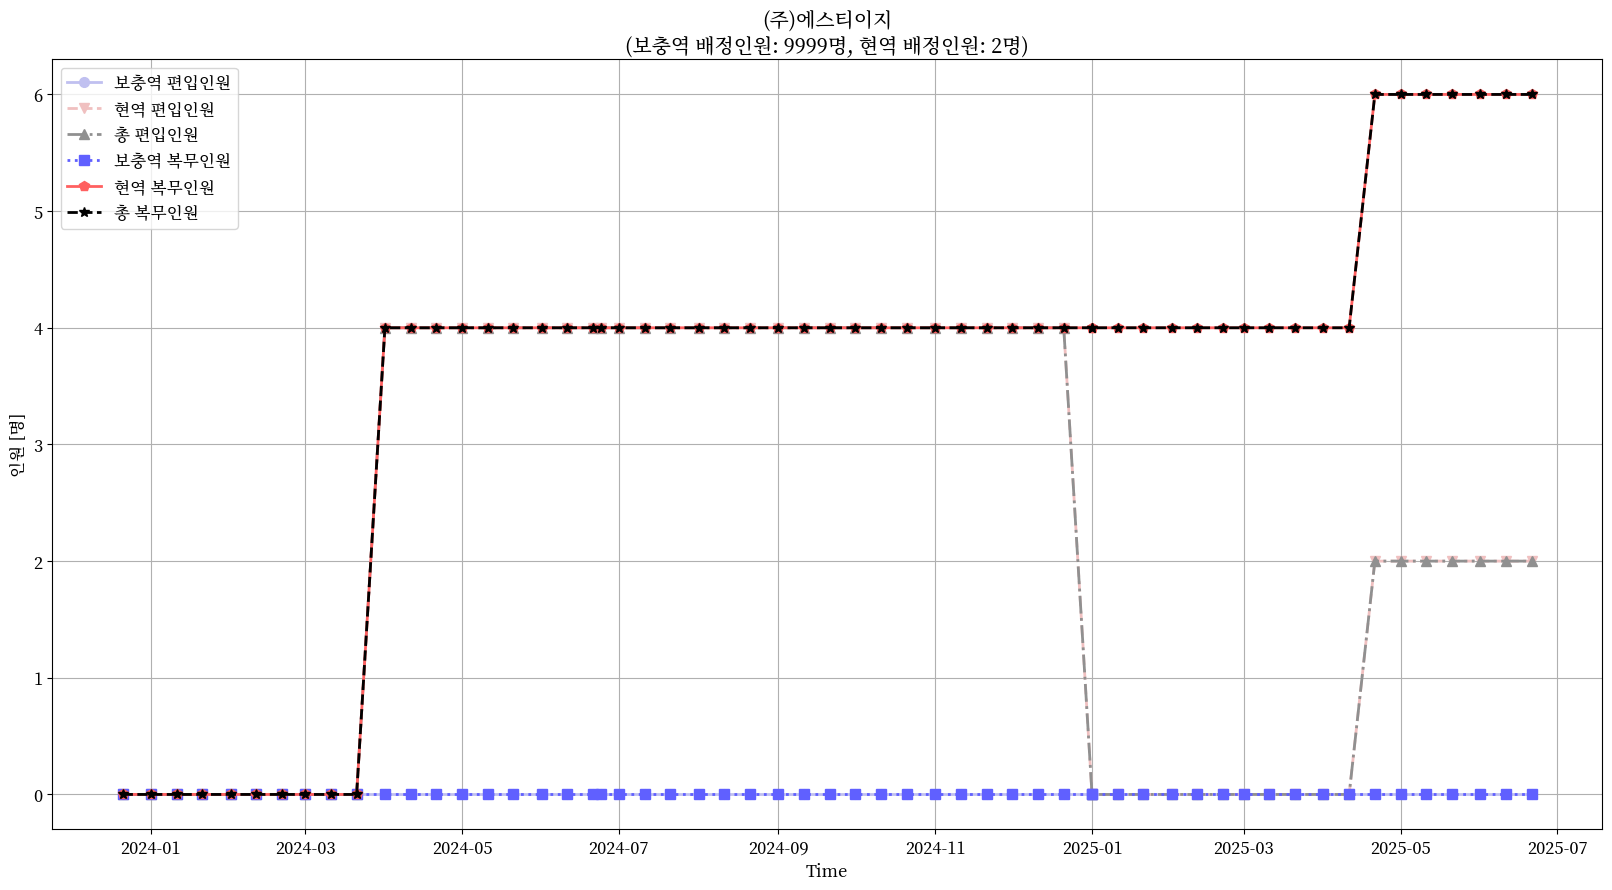 (주)에스티이지
(보충역 배정인원: 9999명, 현역 배정인원: 2명)
보충역 편입인원
현역 편입인원
총 편입인원
보충역 복무인원
현역 복무인원
총 복무인원
인원 [명]
6
5
4
3
2
1
0
2024-01 2024-03 2024-05 2024-07 2024-09 2024-11 2025-01 2025-03 2025-05 2025-07
Time